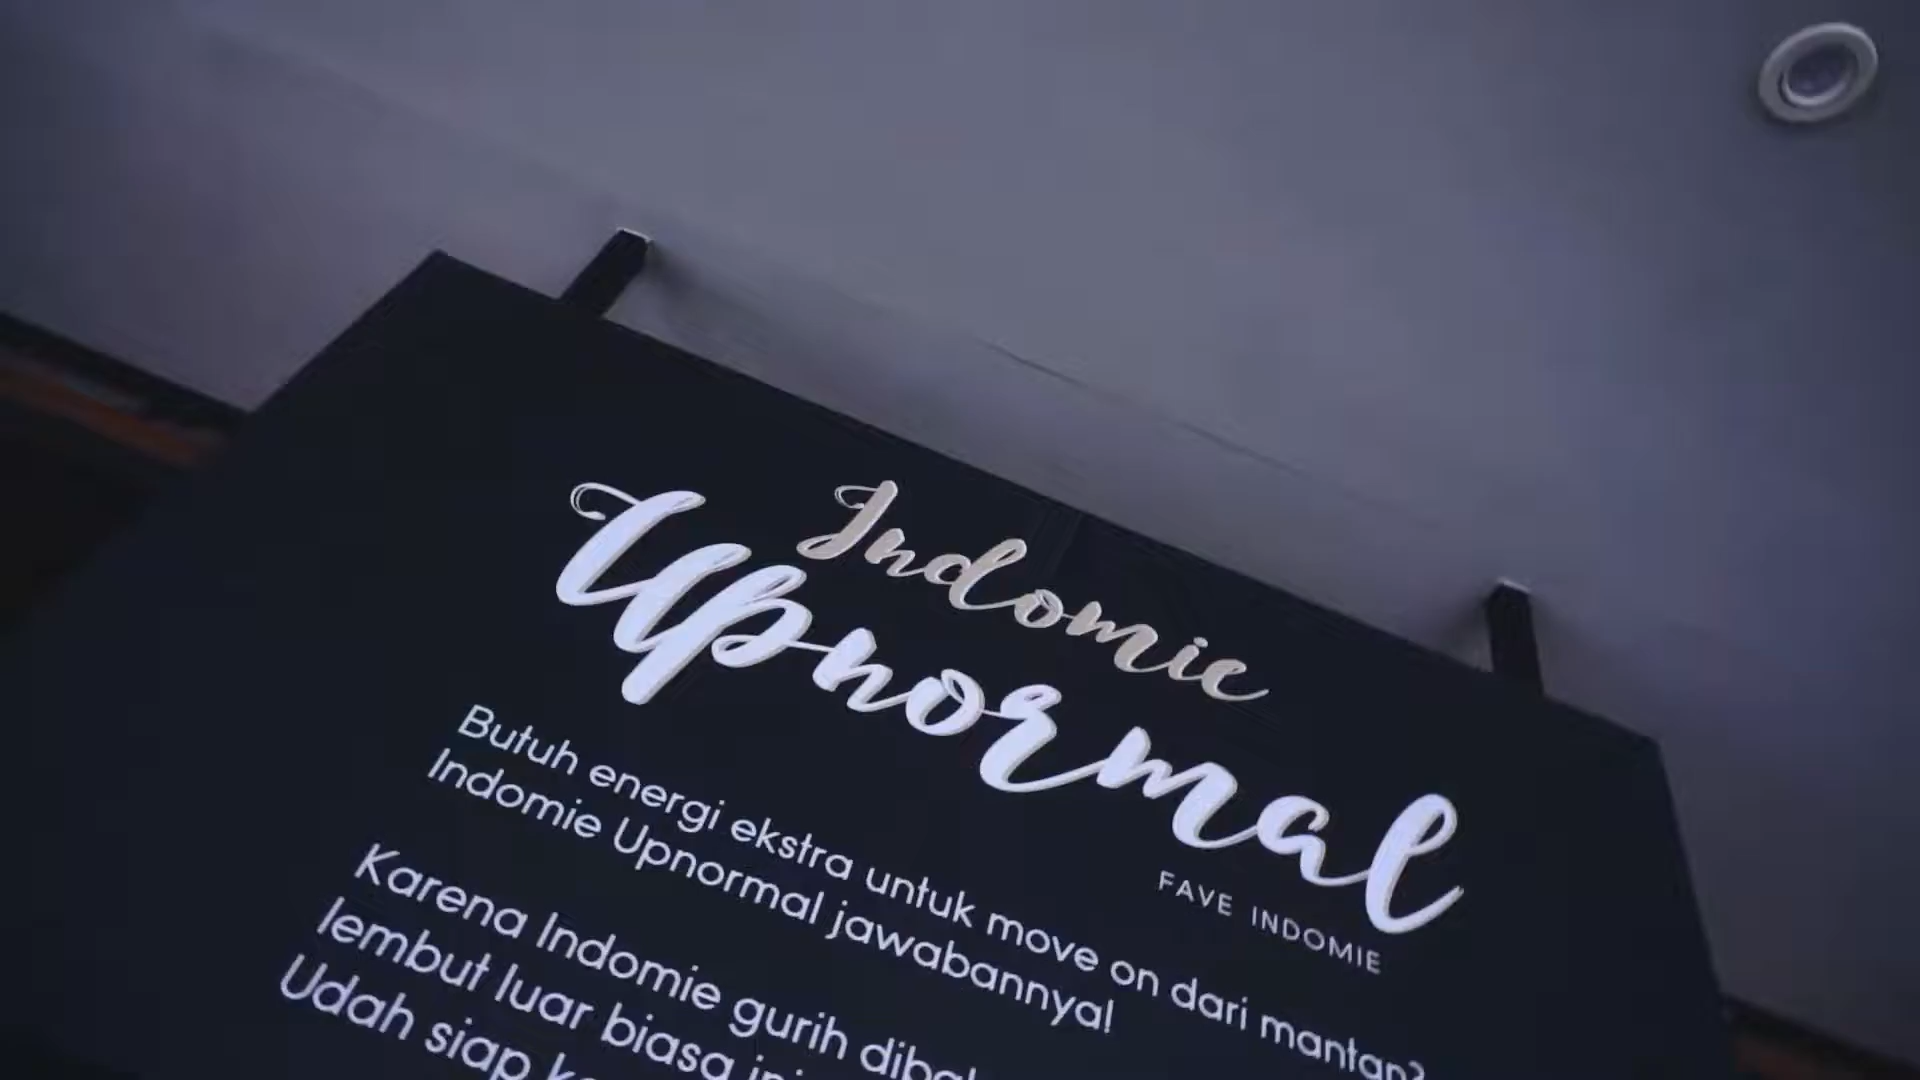 Indomie
Upnormal
FAVE INDOMIE
Butuh energi ekstra untuk move on dari mantan?
Indomie Upnormal jawabannya!
Karena Indomie gurih
lembut luar biasa
Udah siap